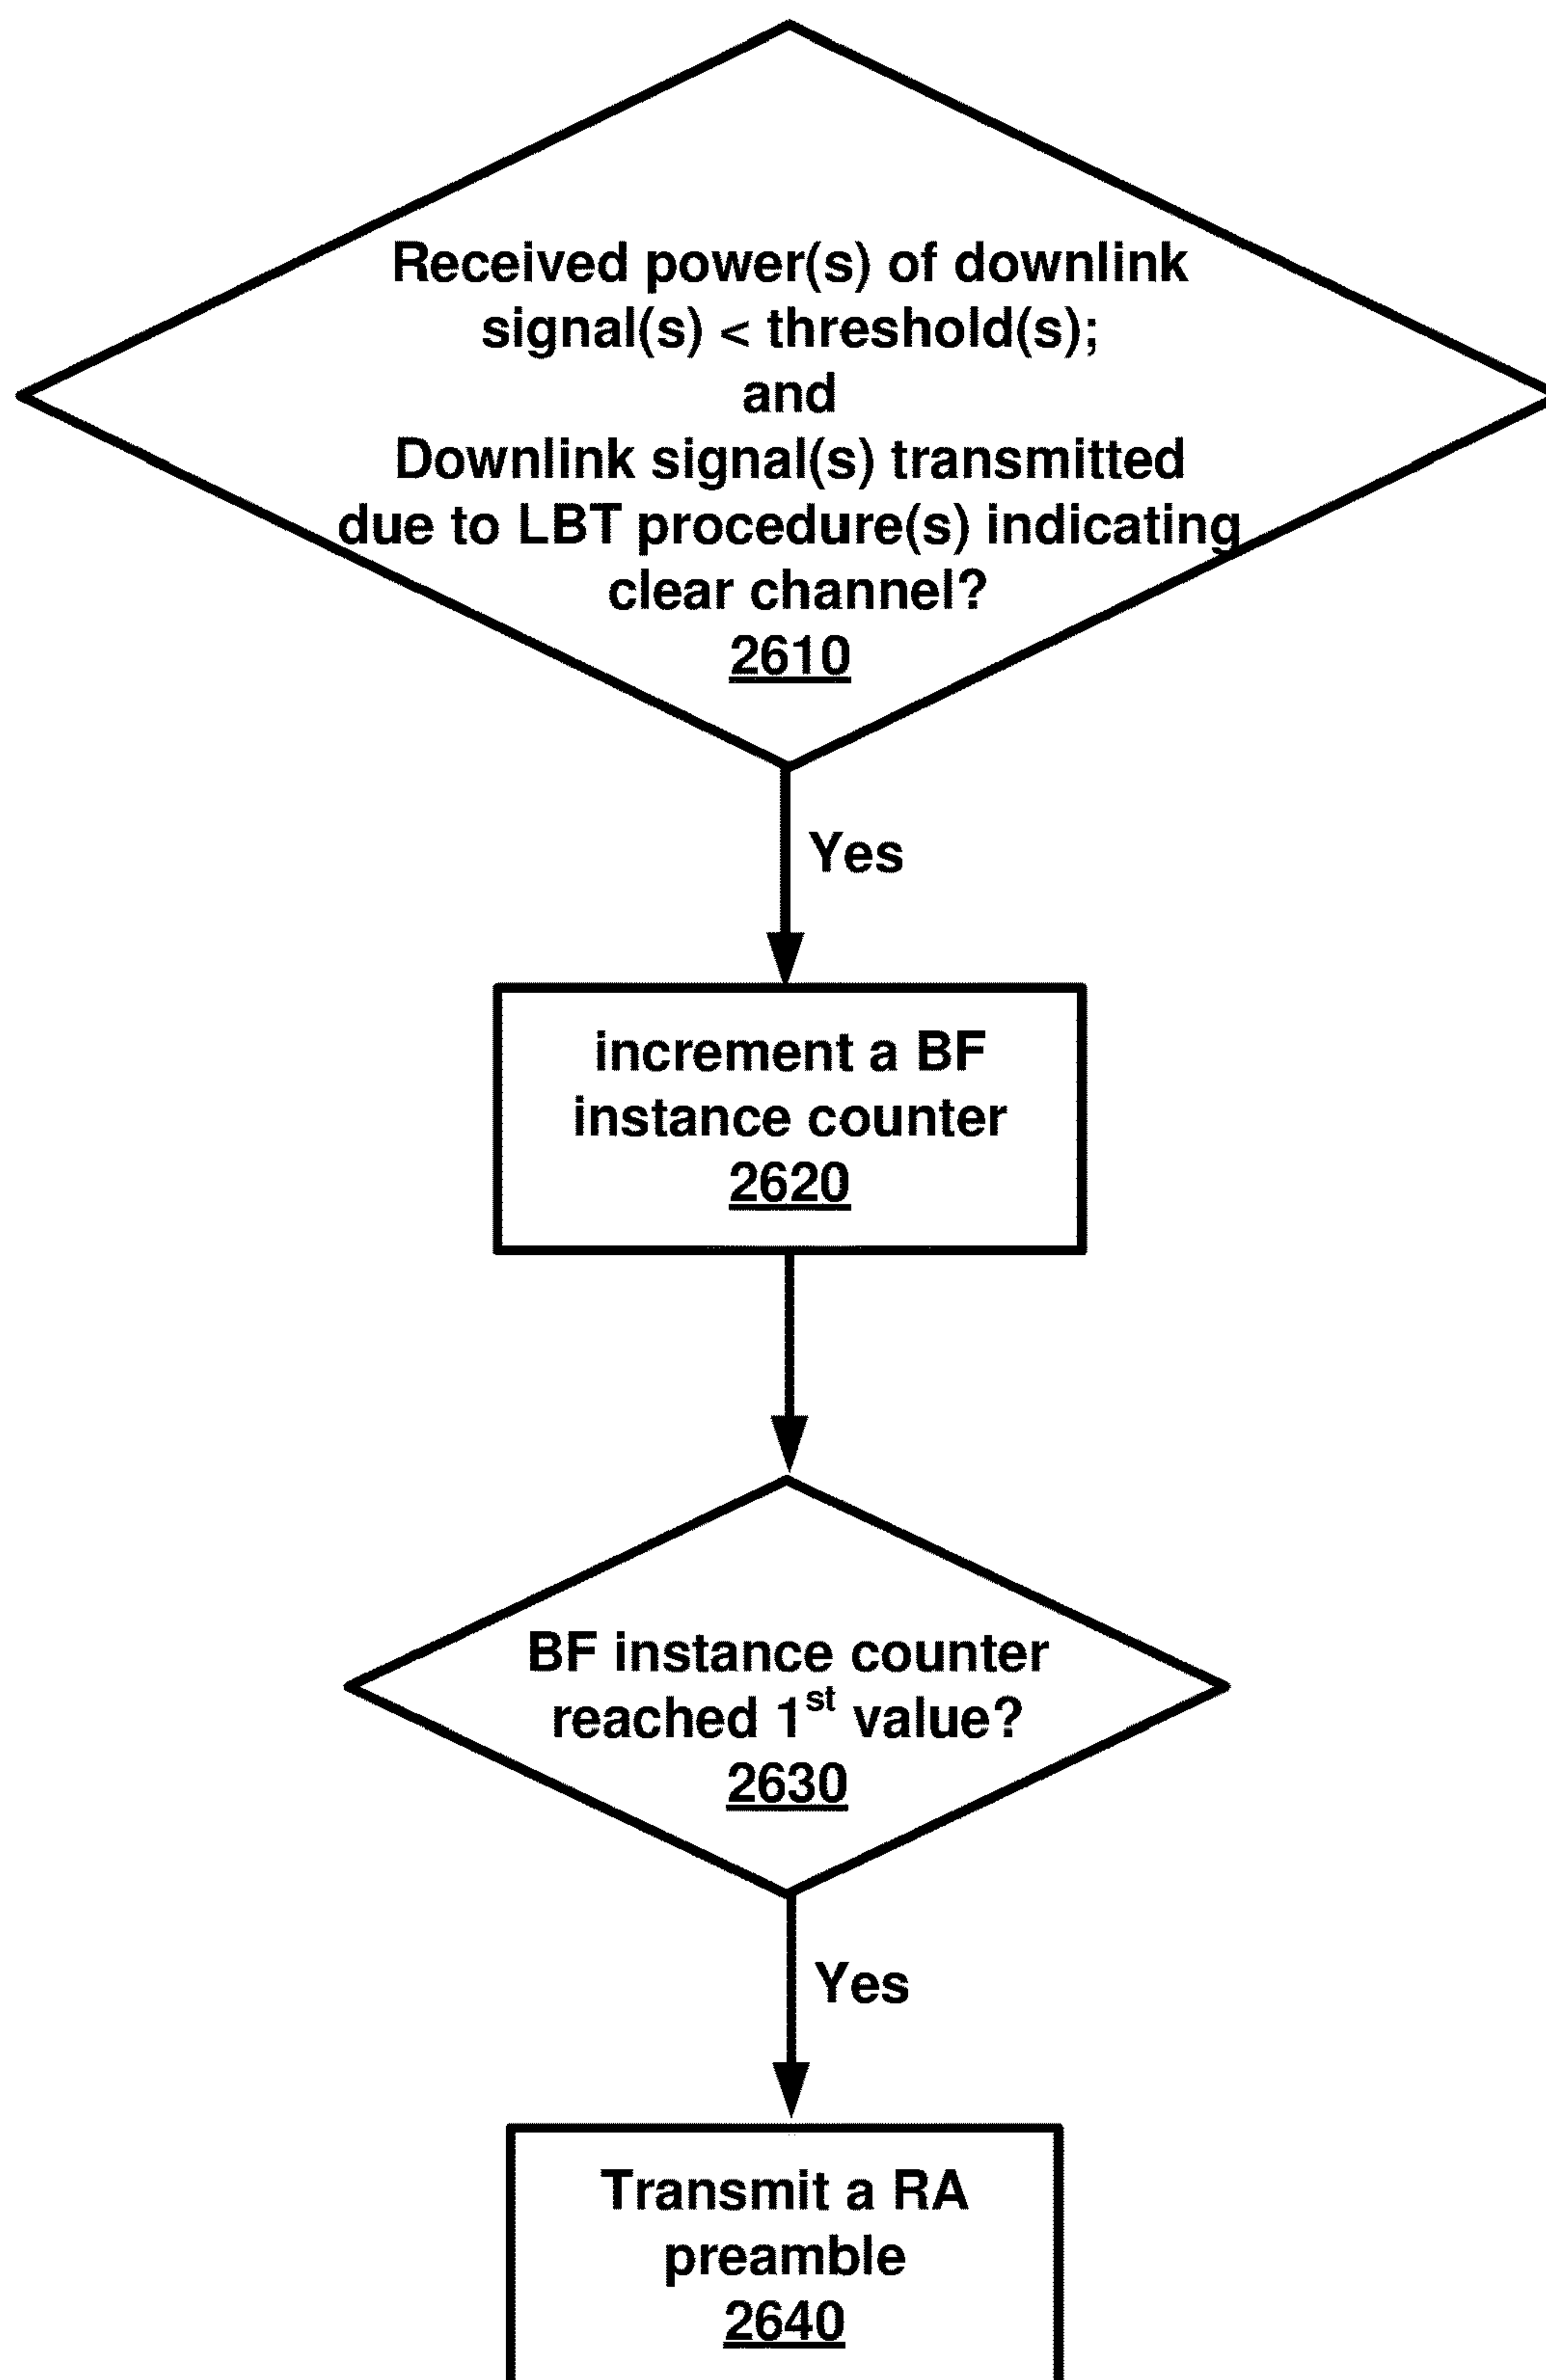 Received power(s) of downlink
signal(s) < threshold(s);
and
Downlink signal(s) transmitted
due to LBT procedure(s) indicating
clear channel?
2610
Yes
increment a BF
instance counter
2620
BF instance counter
reached 1st value?
2630
Yes
Transmit a RA
preamble
2640